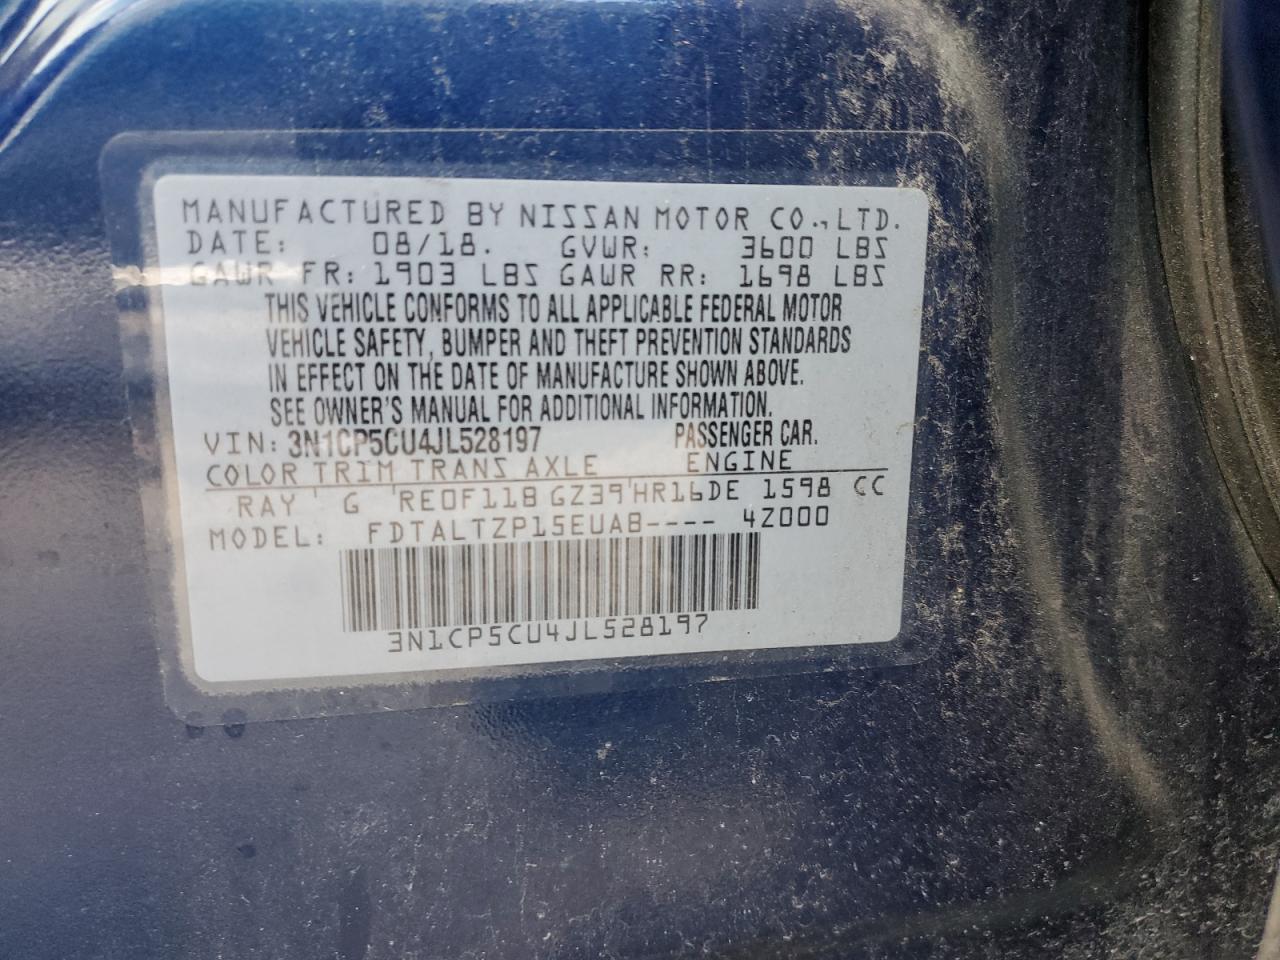 MANUFACTURED BY NISSAN MOTOR CO., LTD.
DATE: 08/18. GVWR: 3600 LBS
GAWR FR: 1903 LBS GAWR RR: 1698 LBS
THIS VEHICLE CONFORMS TO ALL APPLICABLE FEDERAL MOTOR
VEHICLE SAFETY, BUMPER AND THEFT PREVENTION STANDARDS
IN EFFECT ON THE DATE OF MANUFACTURE SHOWN ABOVE.
SEE OWNER'S MANUAL FOR ADDITIONAL INFORMATION.
VIN: 3N1CP5CU4JL528197 PASSENGER CAR.
COLOR TRIM TRANS AXLE ENGINE
RAY G RE0F11B GZ39 HR16DE 1598 CC
MODEL: FDTALTZP15EUAB---- 4Z000
3N1CP5CU4JL528197